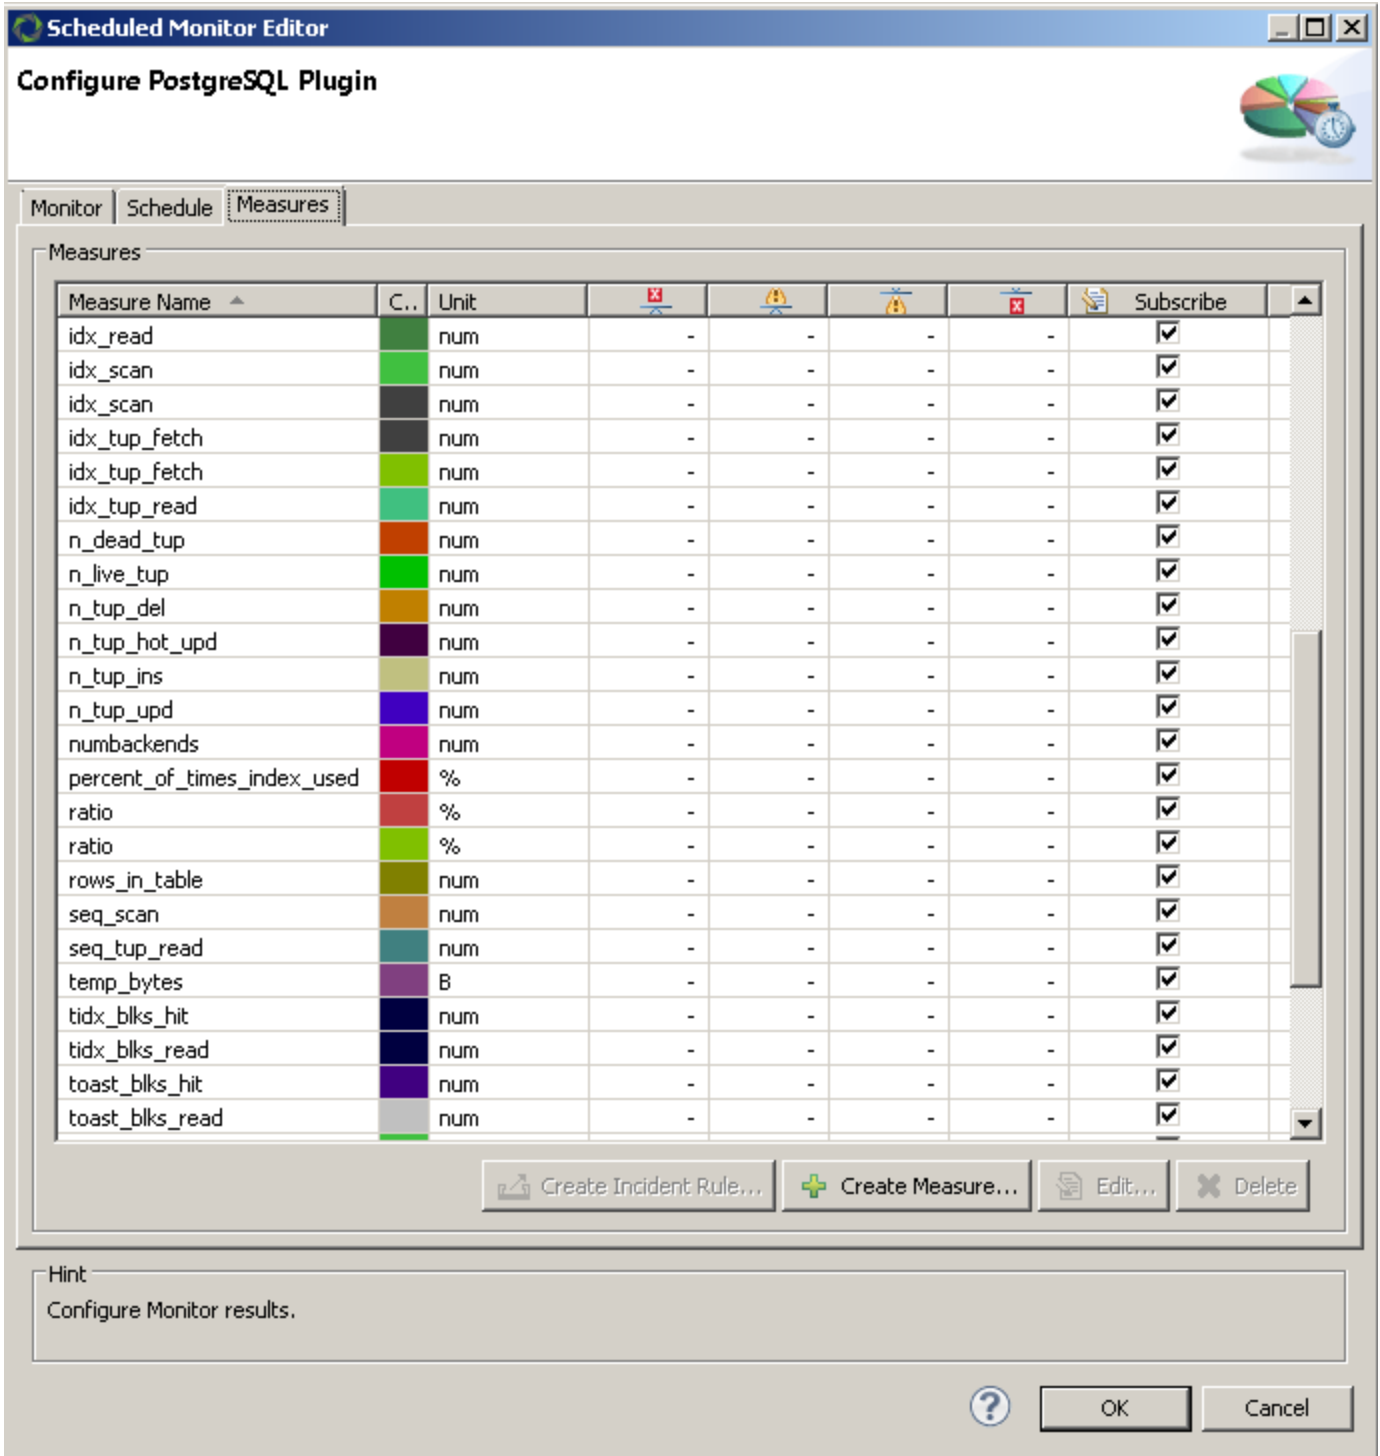 Scheduled Monitor Editor
Configure PostgreSQL Plugin
Monitor Schedule Measures
Measures
Measure Name C.. Unit Subscribe
idx_read num - - - -
idx_scan num - - - -
idx_scan num - - - -
idx_tup_fetch num - - - -
idx_tup_fetch num - - - -
idx_tup_read num - - - -
n_dead_tup num - - - -
n_live_tup num - - - -
n_tup_del num - - - -
n_tup_hot_upd num - - - -
n_tup_ins num - - - -
n_tup_upd num - - - -
numbackends num - - - -
percent_of_times_index_used % - - - -
ratio % - - - -
ratio % - - - -
rows_in_table num - - - -
seq_scan num - - - -
seq_tup_read num - - - -
temp_bytes B - - - -
tidx_blks_hit num - - - -
tidx_blks_read num - - - -
toast_blks_hit num - - - -
toast_blks_read num - - - -
Create Incident Rule... Create Measure... Edit... Delete
Hint
Configure Monitor results.
? OK Cancel